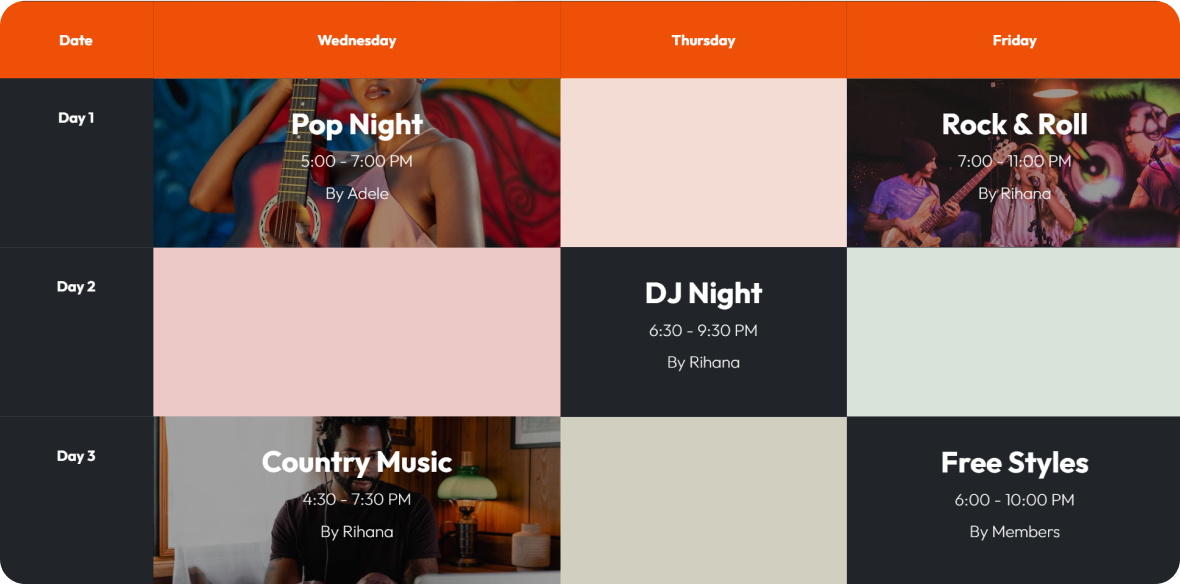 Date
Wednesday
Thursday
Friday
Day 1
Pop Night
5:00 - 7:00 PM
By Adele
Rock & Roll
7:00 - 11:00 PM
By Rihana
Day 2
DJ Night
6:30 - 9:30 PM
By Rihana
Day 3
Country Music
4:30 - 7:30 PM
By Rihana
Free Styles
6:00 - 10:00 PM
By Members